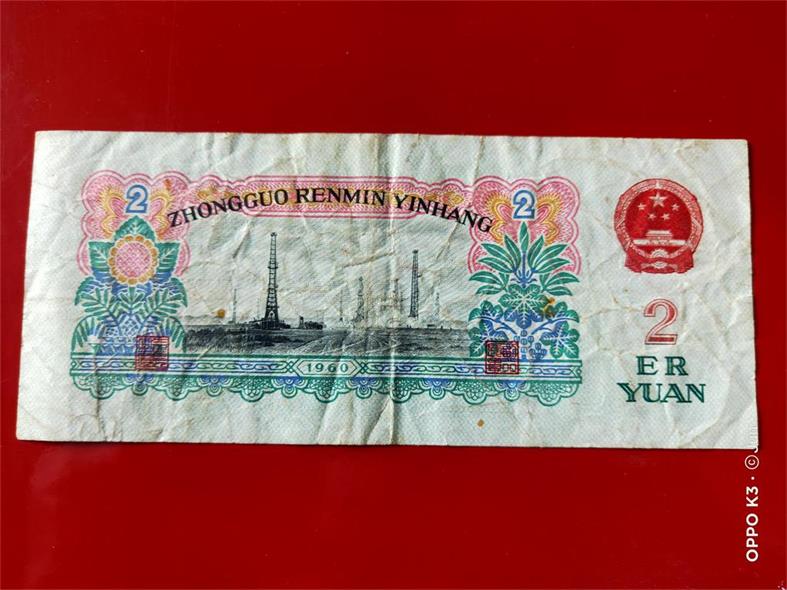 2
2
ZHONGGUO RENMIN YINHANG
1960
2
ER
YUAN
OPPO K3 · ©